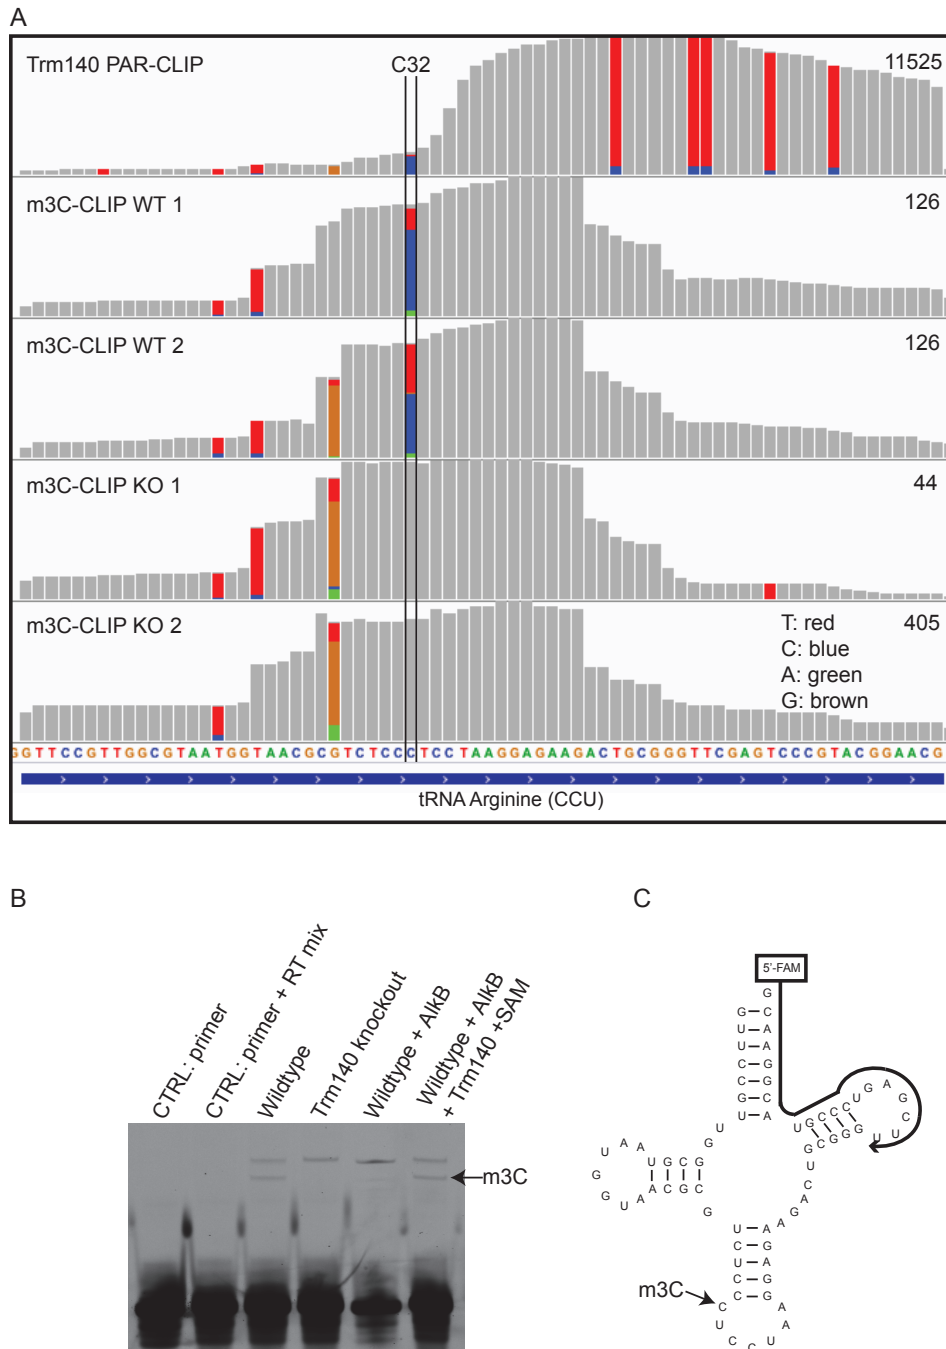 A
Trm140 PAR-CLIP
C32
11525
m3C-CLIP WT 1
126
m3C-CLIP WT 2
126
m3C-CLIP KO 1
44
m3C-CLIP KO 2
405
T: red
C: blue
A: green
G: brown
GGTTCCGTTGGCGTAATGGTAACGCGTCTCCCTCCTAAGGAGAAGACTGCGGGTTCGAGTCCCGTACGGAACG
tRNA Arginine (CCU)
B
CTRL: primer
CTRL: primer + RT mix
Wildtype
Trm140 knockout
Wildtype + AlkB
Wildtype + AlkB
+ Trm140 +SAM
m3C
C
5'-FAM
m3C